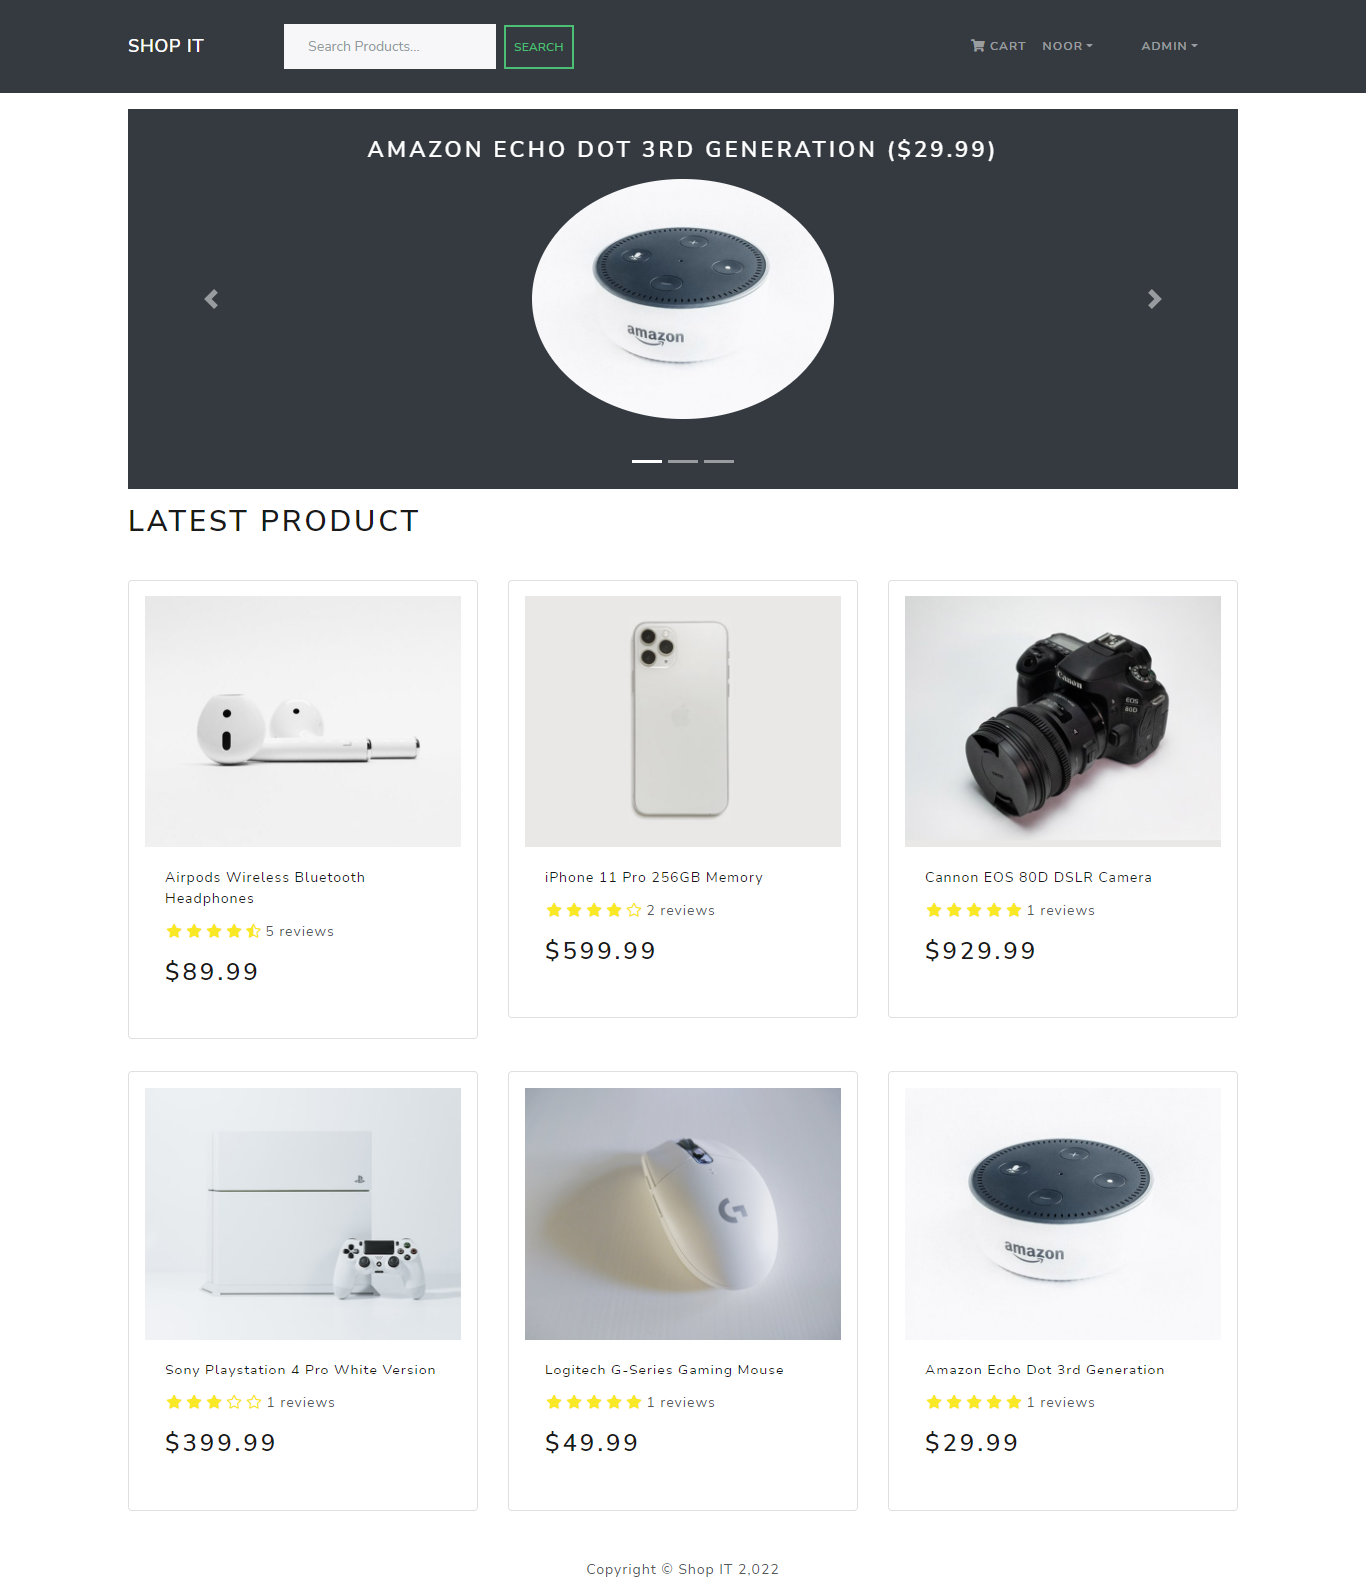 SHOP IT
Search Products...
SEARCH
CART
NOOR
ADMIN
AMAZON ECHO DOT 3RD GENERATION ($29.99)
amazon
LATEST PRODUCT
Canon
EOS
80D
Airpods Wireless Bluetooth
Headphones
5 reviews
$89.99
iPhone 11 Pro 256GB Memory
2 reviews
$599.99
Cannon EOS 80D DSLR Camera
1 reviews
$929.99
amazon
Sony Playstation 4 Pro White Version
1 reviews
$399.99
Logitech G-Series Gaming Mouse
1 reviews
$49.99
Amazon Echo Dot 3rd Generation
1 reviews
$29.99
Copyright © Shop IT 2,022